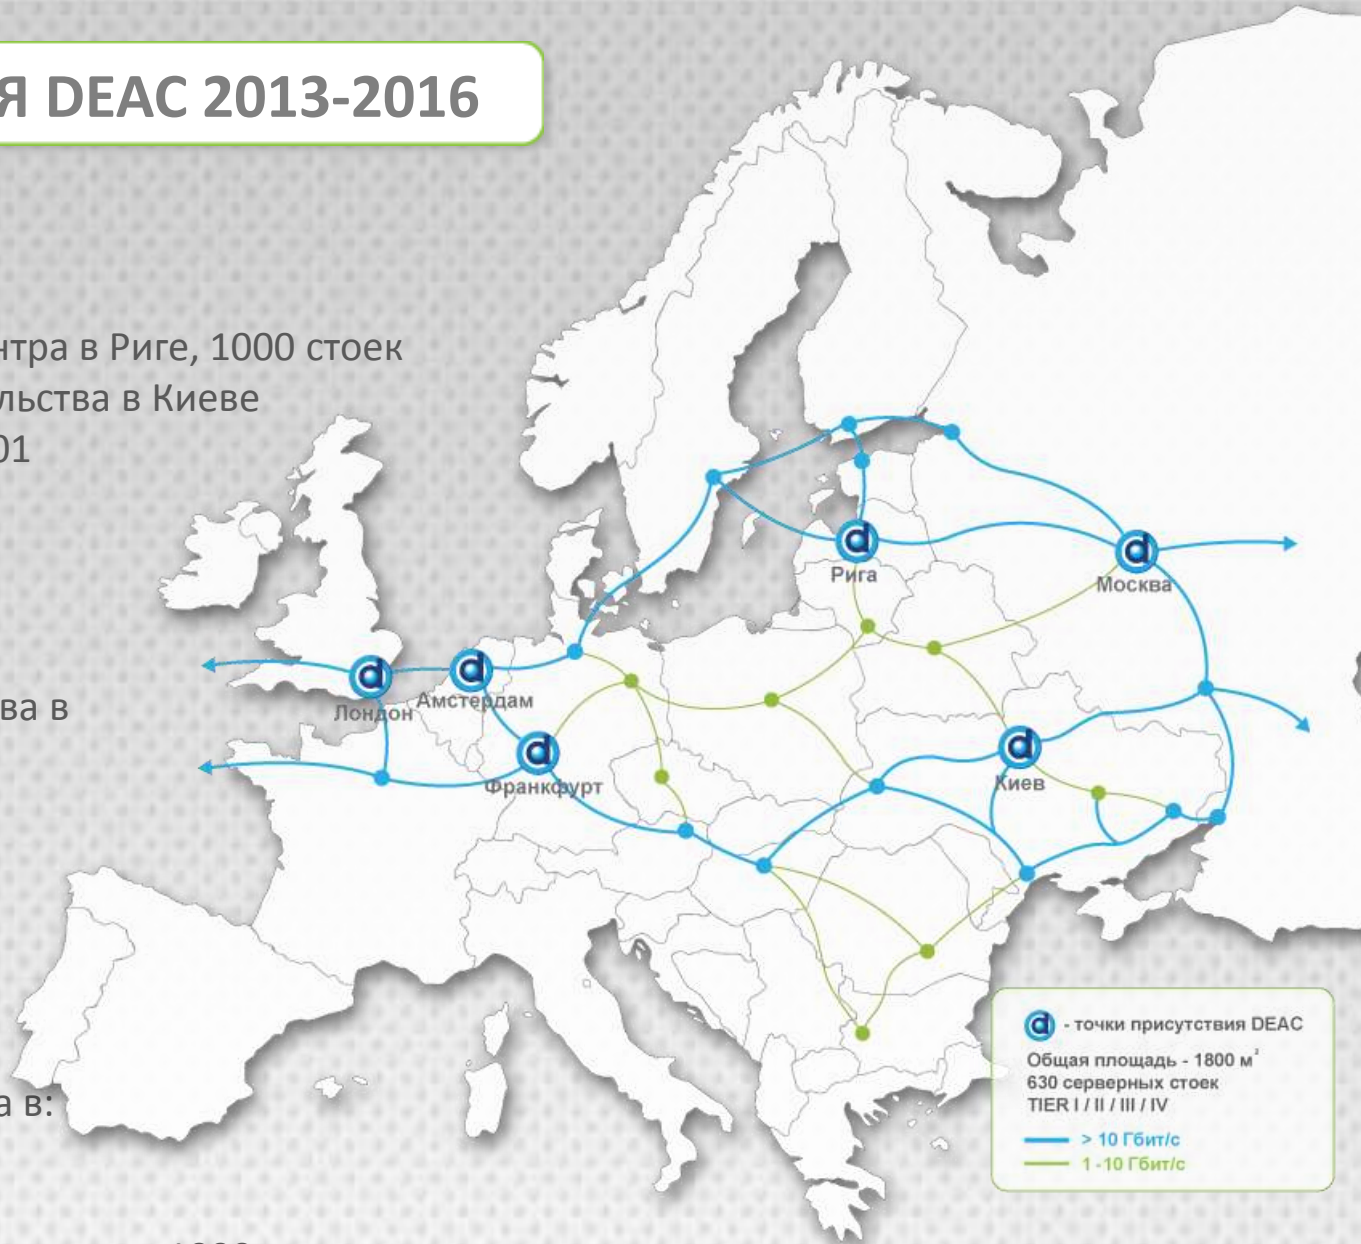 Я DEAC 2013-2016
нтра в Риге, 1000 стоек
льства в Киеве
01
ва в
а в:
Рига
Москва
Лондон
Амстердам
Франкфурт
Киев
- точки присутствия DEAC
Общая площадь - 1800 м²
630 серверных стоек
TIER I / II / III / IV
> 10 Гбит/с
1 -10 Гбит/с